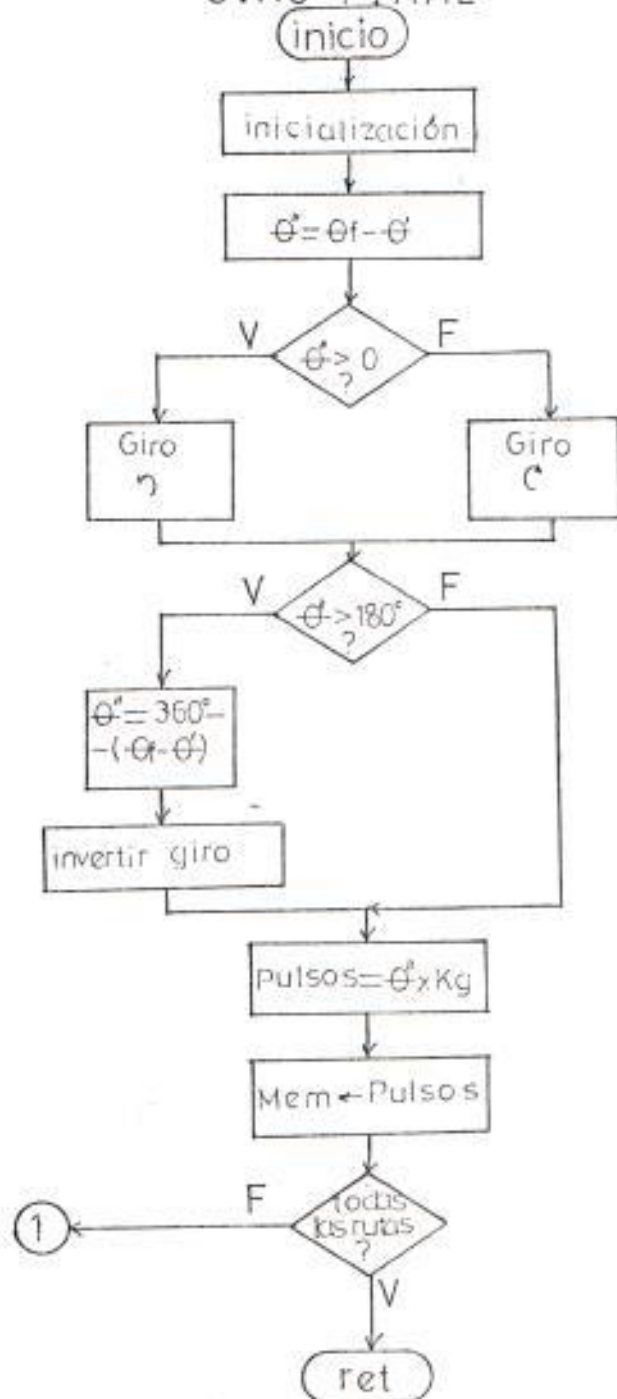 inicio
inicialización
θ"= θf-θ'
θ">0
?
V
F
Giro
Giro
V
F
θ'>180°
?
θ"=360°-
-(θf-θ')
invertir giro
Pulsos=θ"xKg
Mem←Pulsos
todas
las rutas
?
F
1
V
ret